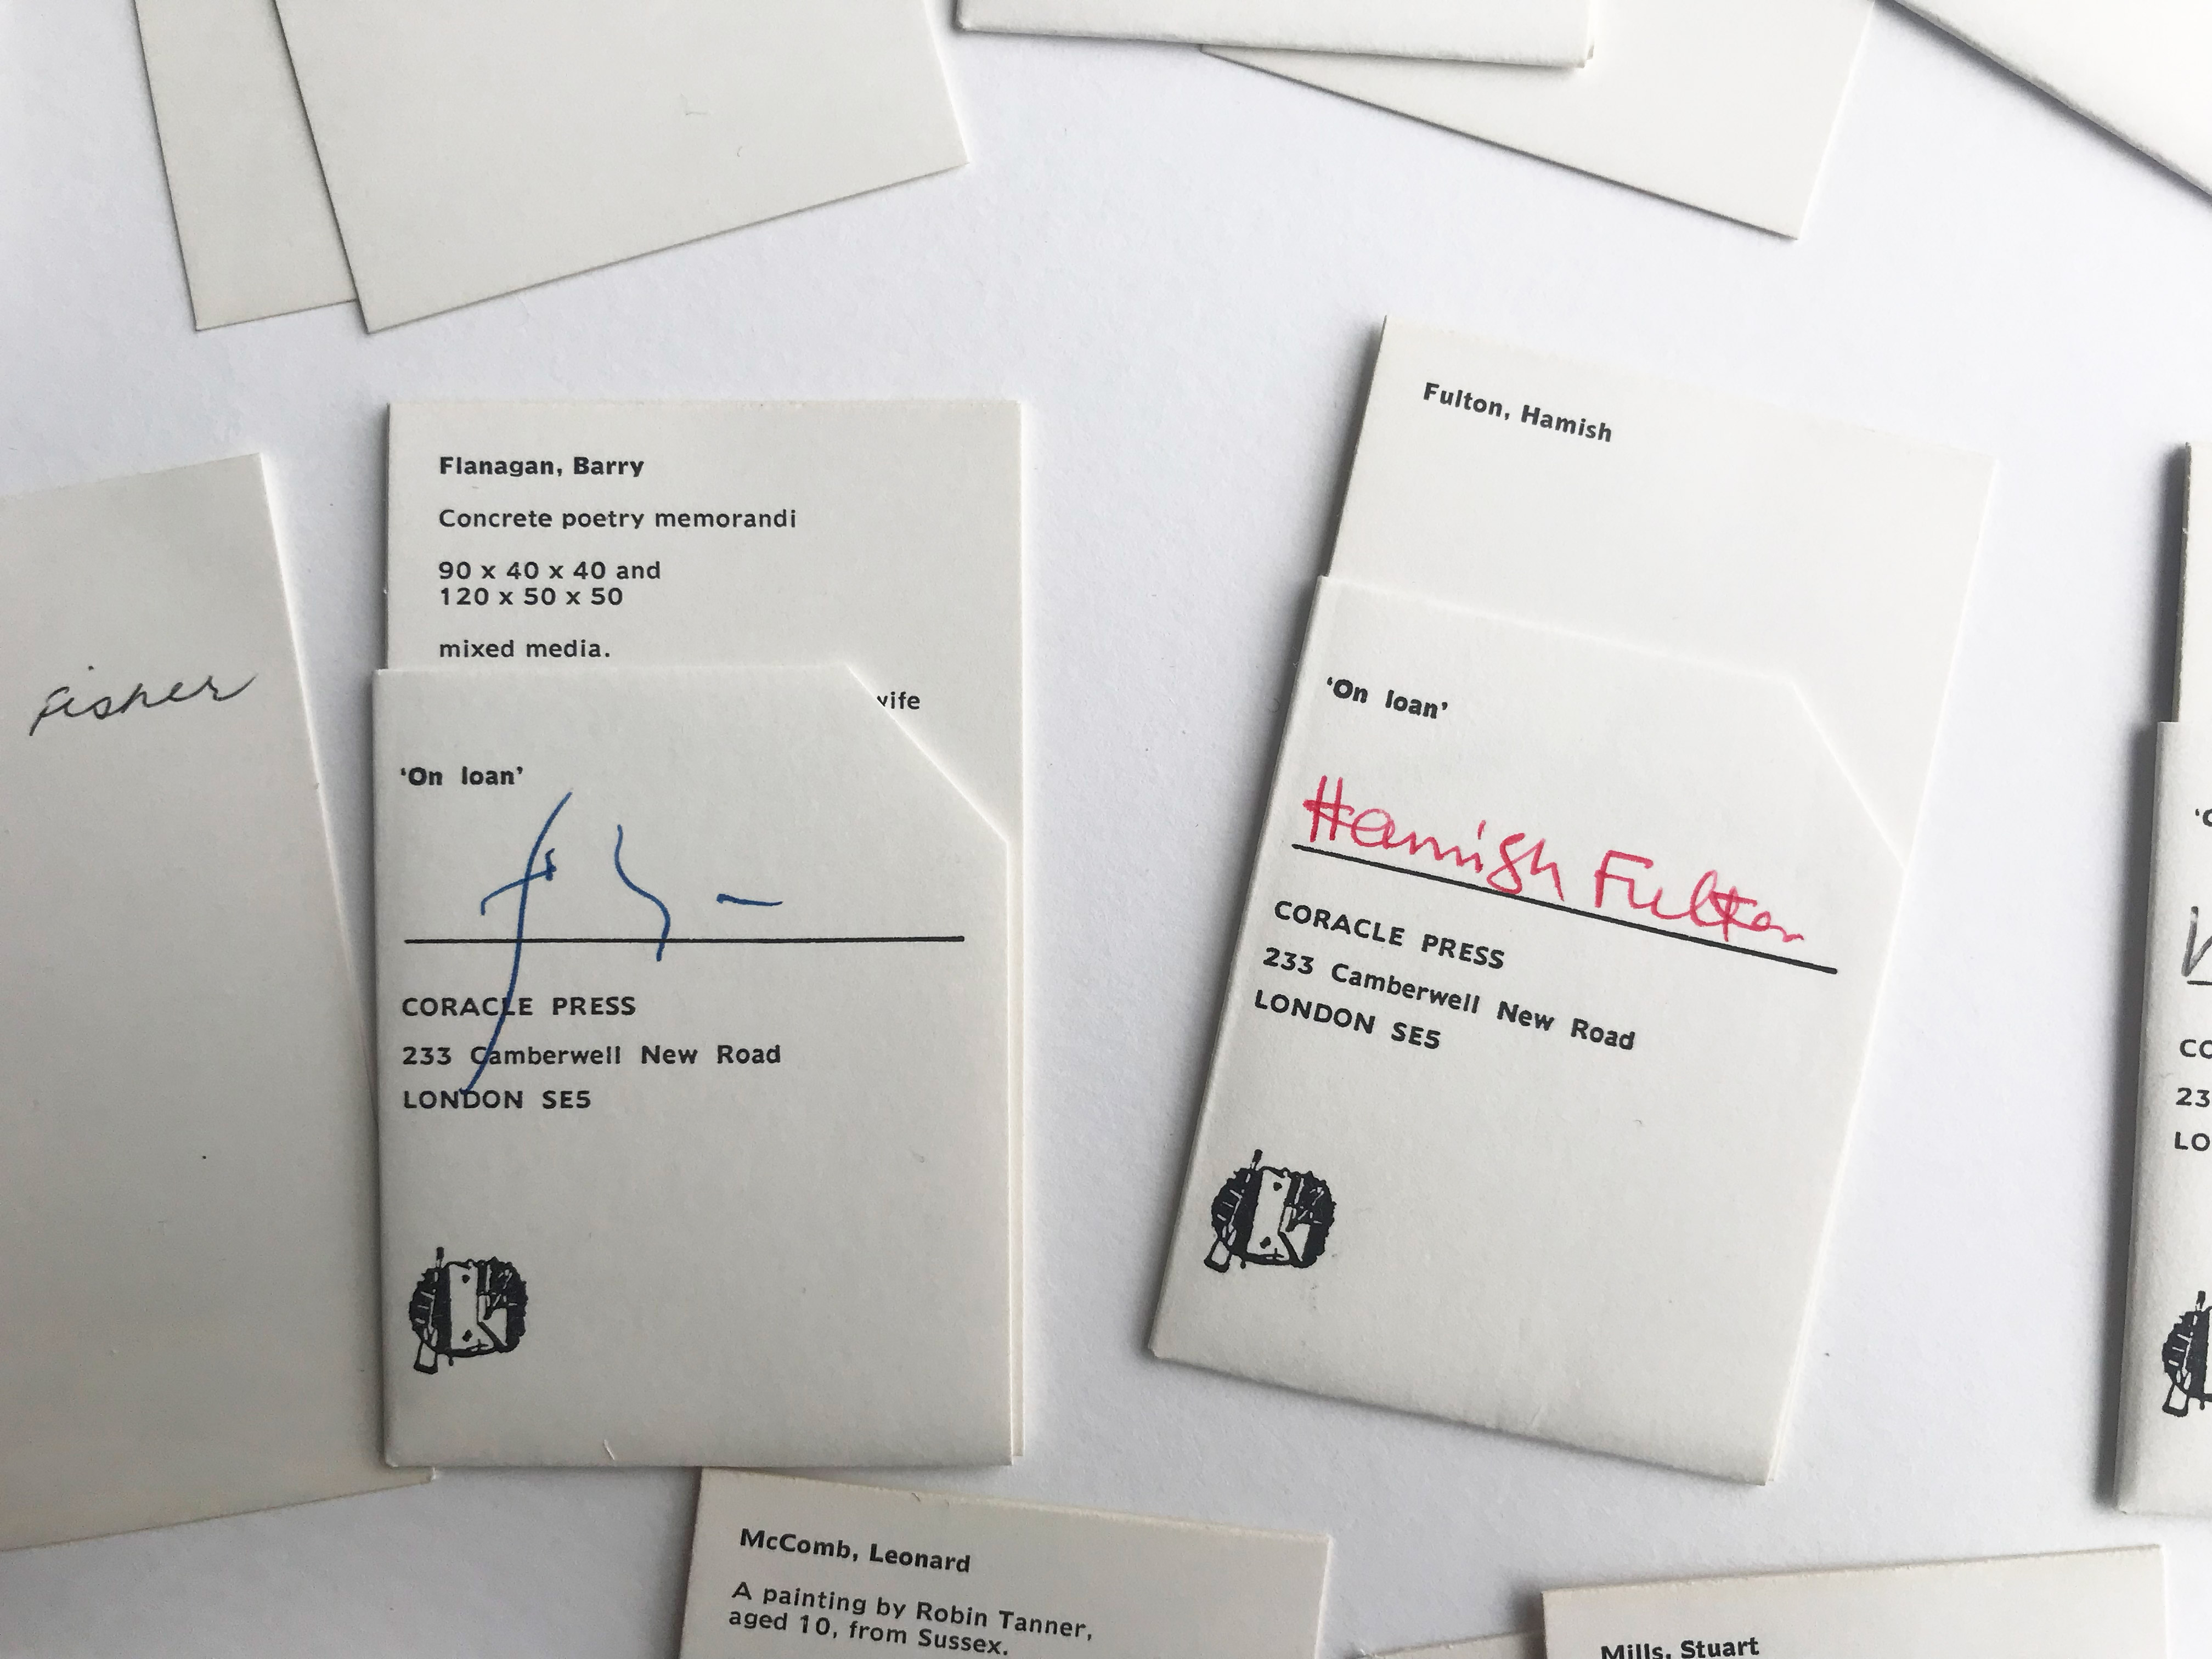 Fisher
Flanagan, Barry
Concrete poetry memorandi
90 x 40 x 40 and
120 x 50 x 50
mixed media.
'On loan'
CORACLE PRESS
233 Camberwell New Road
LONDON SE5
Fulton, Hamish
'On loan'
Hamish Fulton
CORACLE PRESS
233 Camberwell New Road
LONDON SE5
McComb, Leonard
A painting by Robin Tanner,
aged 10, from Sussex.
Mills, Stuart